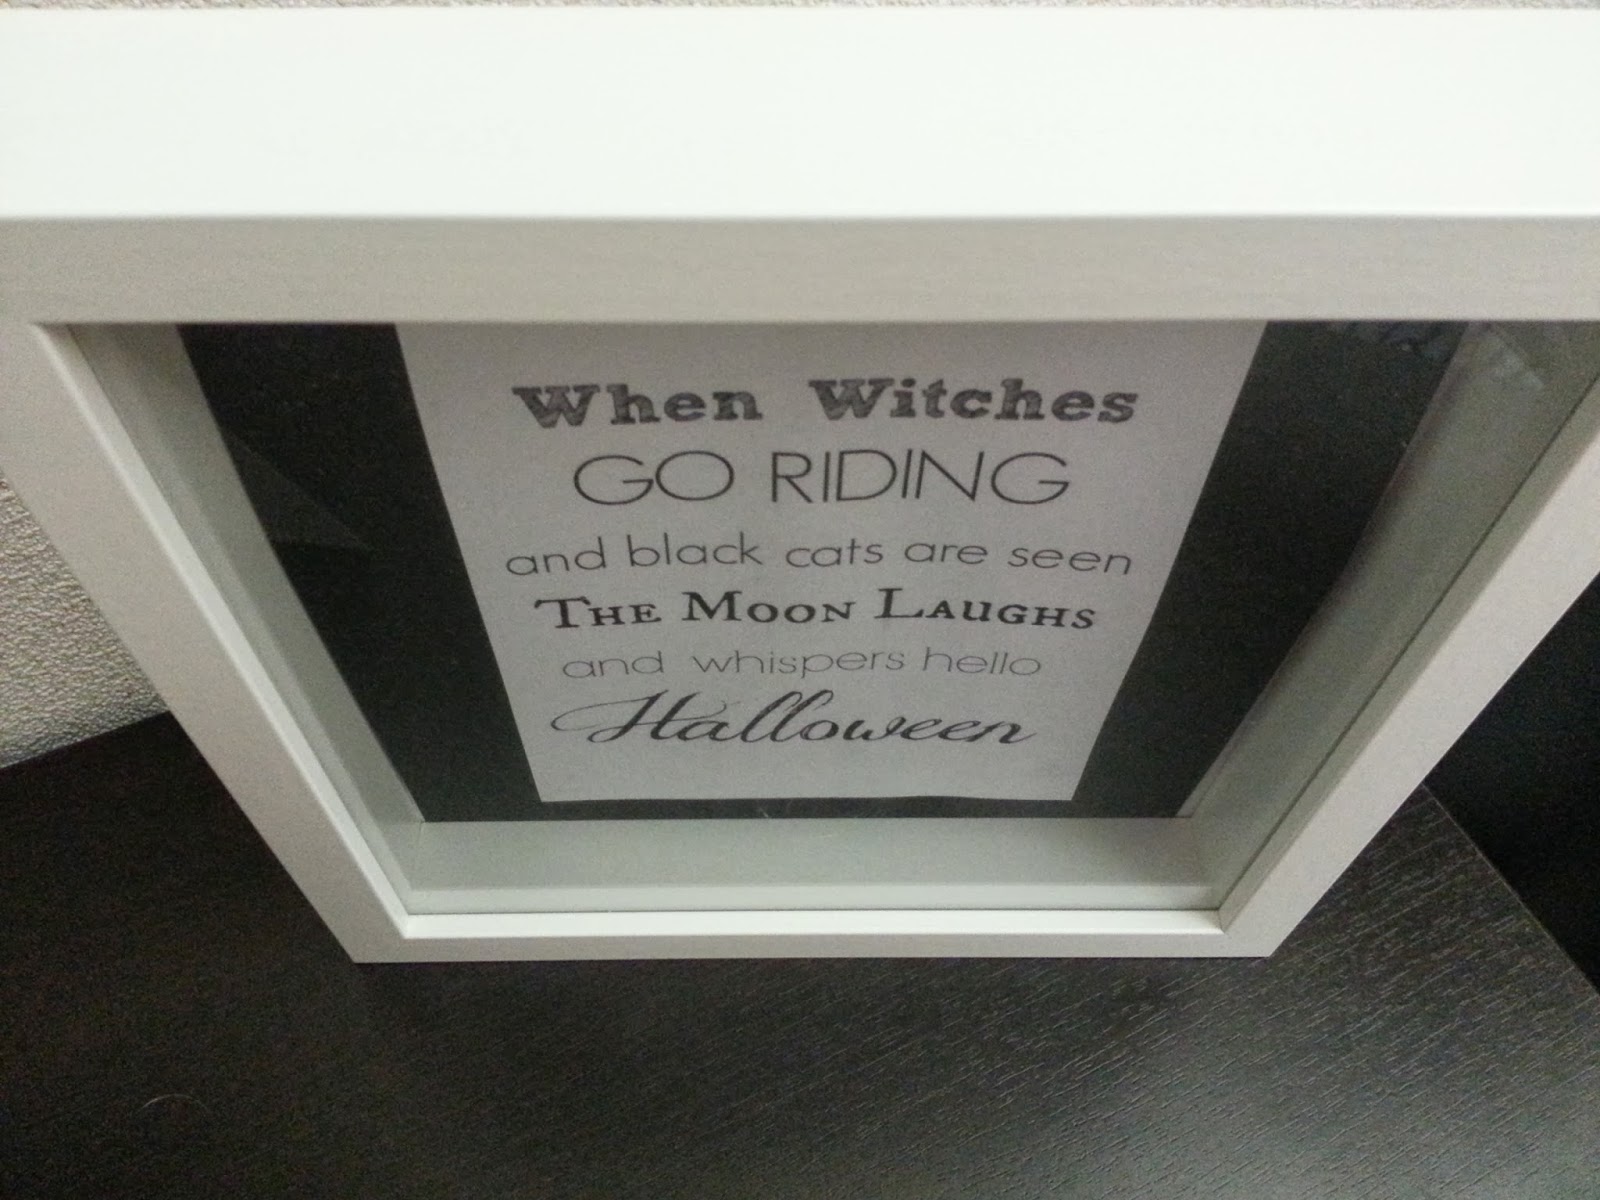 When Witches
GO RIDING
and black cats are seen
THE MOON LAUGHS
and whispers hello
Halloween